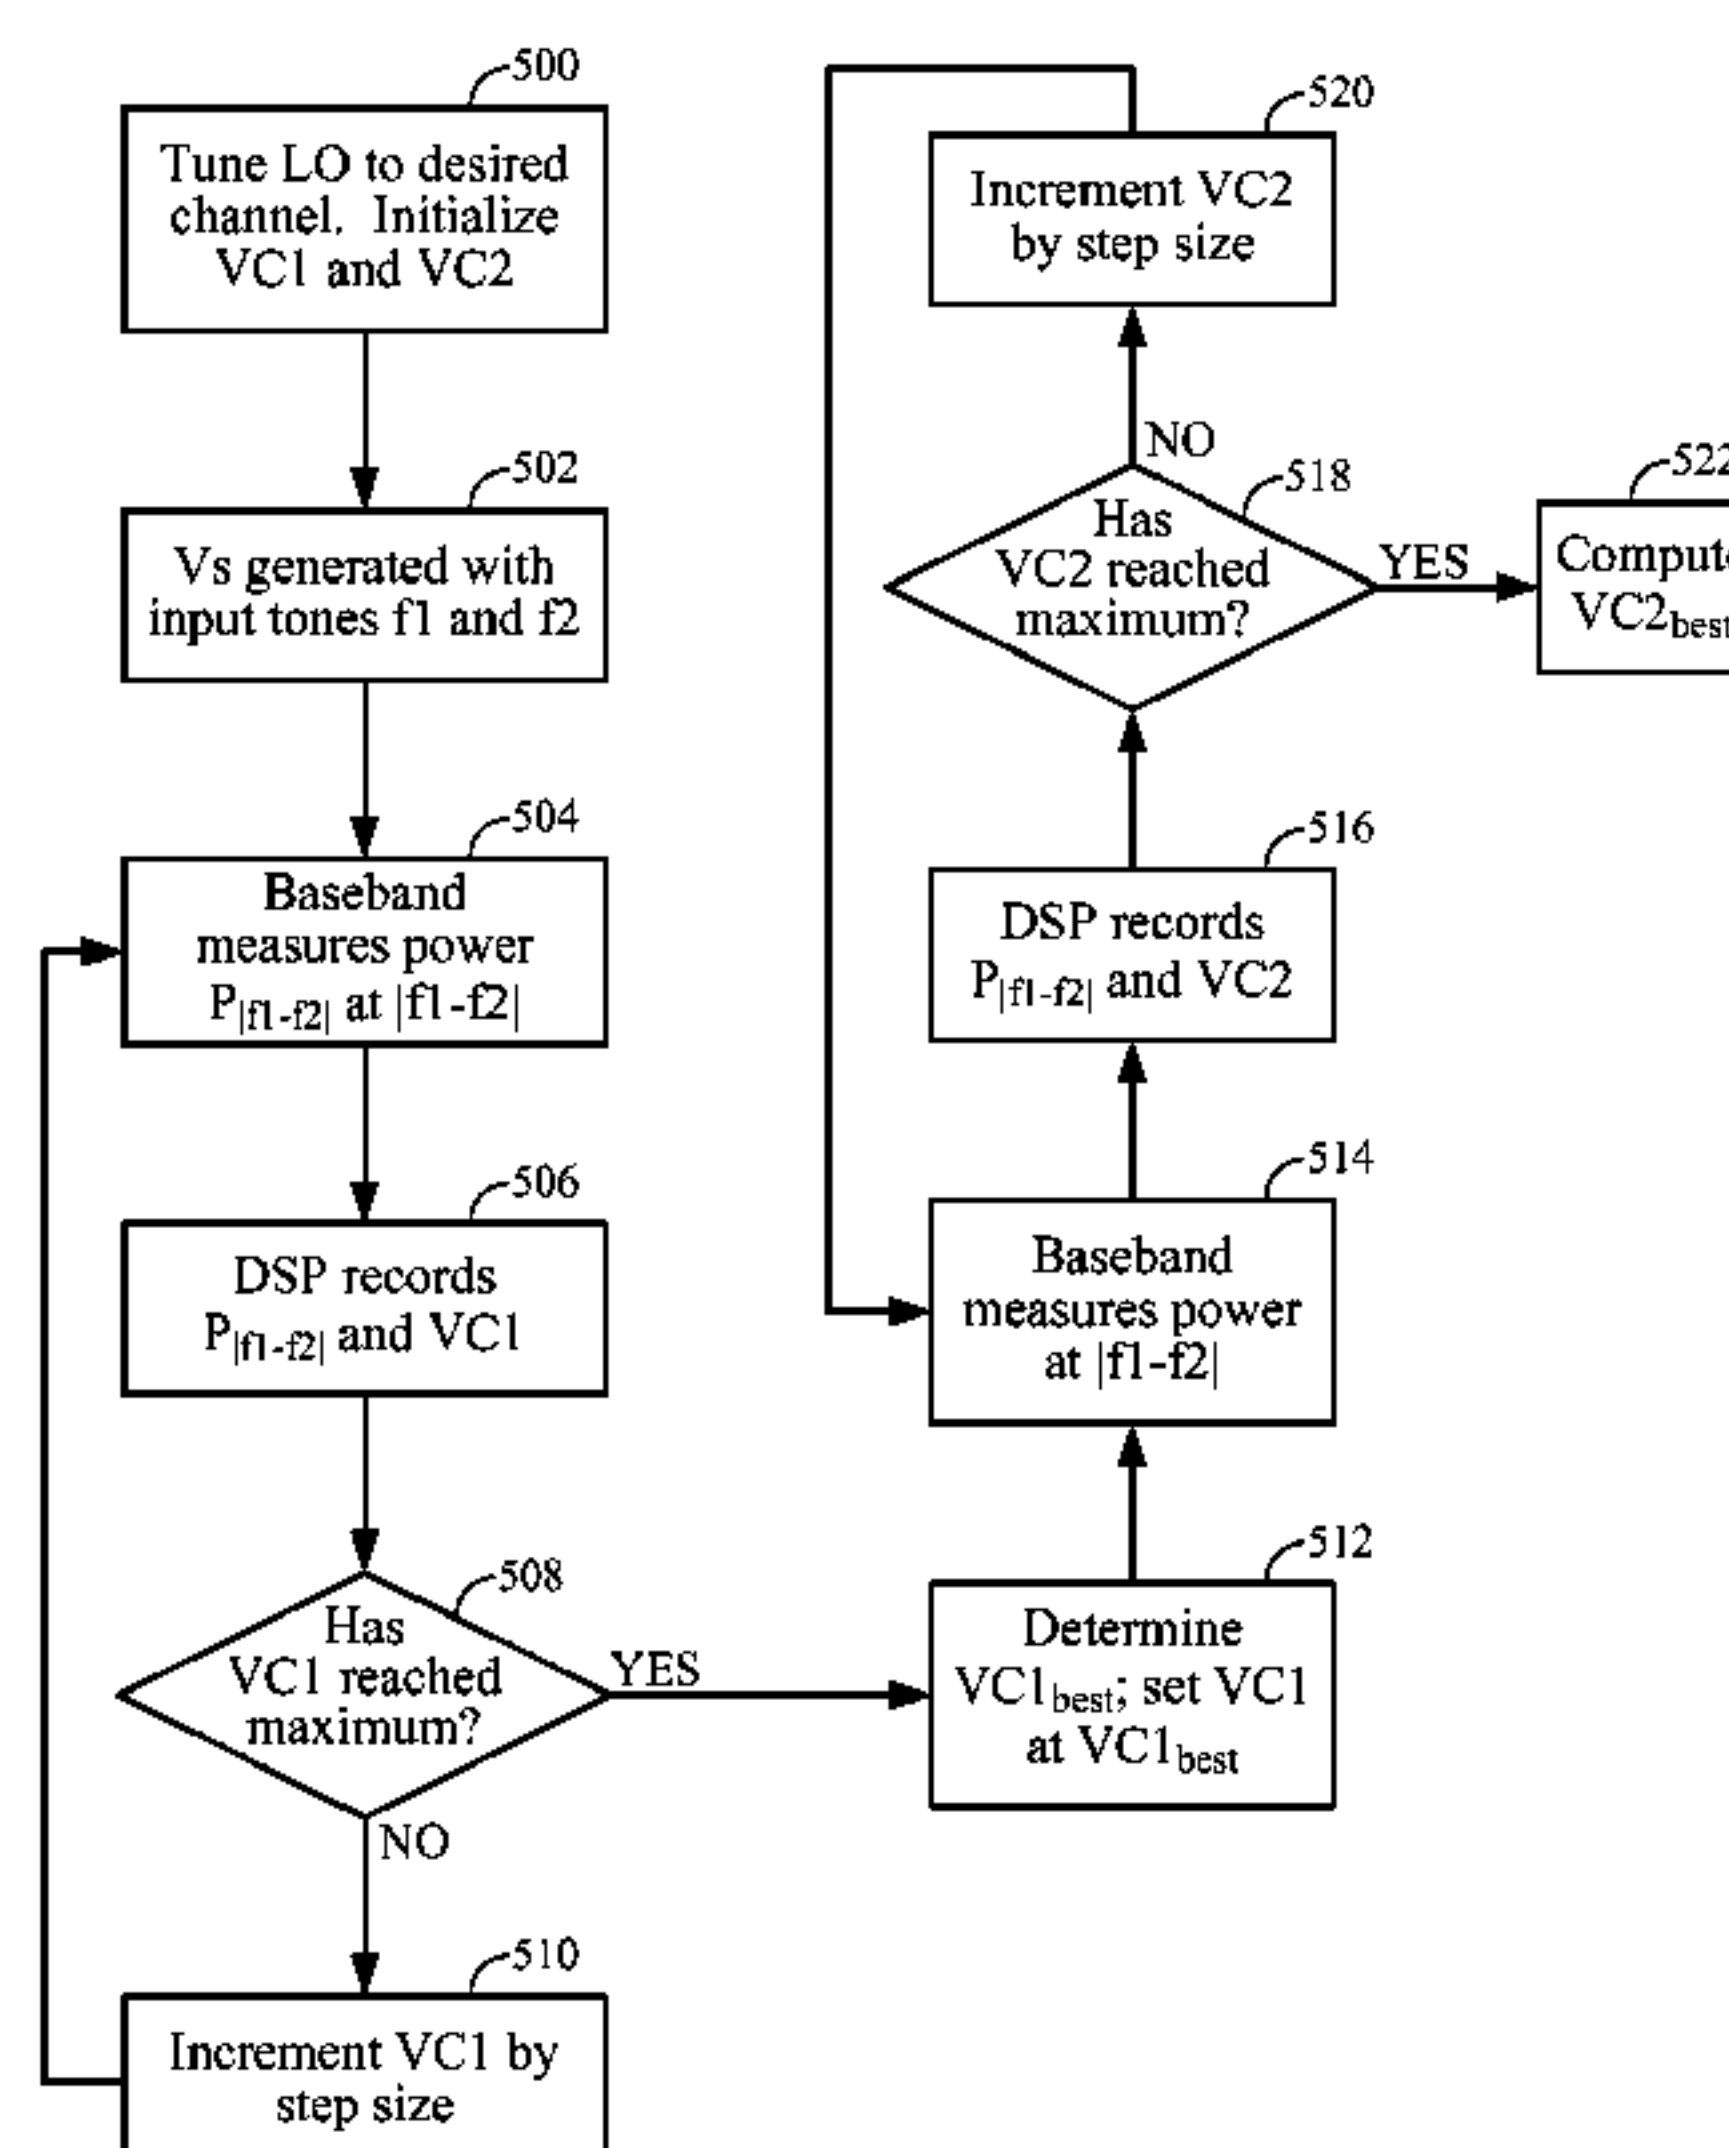 500
Tune LO to desired
channel. Initialize
VC1 and VC2
502
Vs generated with
input tones f1 and f2
504
Baseband
measures power
P|f1-f2| at |f1-f2|
506
DSP records
P|f1-f2| and VC1
508
Has
VC1 reached
maximum?
YES
NO
510
Increment VC1 by
step size
512
Determine
VC1best; set VC1
at VC1best
514
Baseband
measures power
at |f1-f2|
516
DSP records
P|f1-f2| and VC2
518
Has
VC2 reached
maximum?
NO
YES
520
Increment VC2
by step size
522
Compute
VC2best